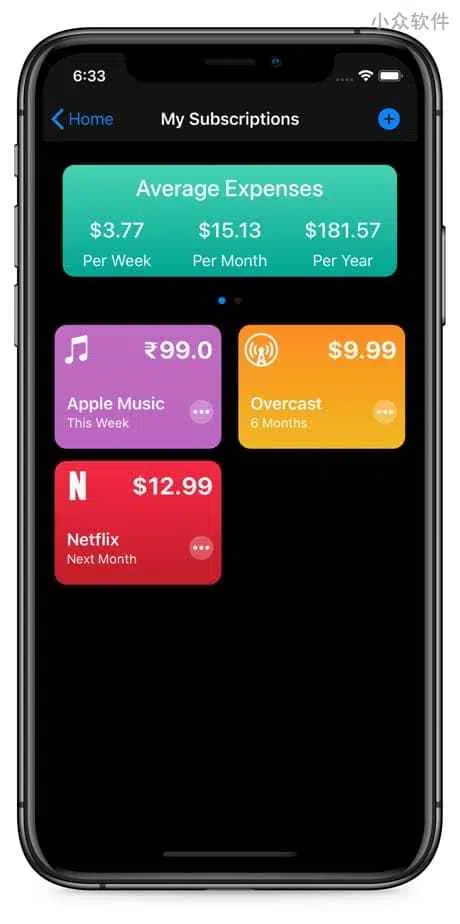 小众软件
6:33
Home
My Subscriptions
Average Expenses
$3.77 $15.13 $181.57
Per Week Per Month Per Year
₹99.0
Apple Music
This Week
$9.99
Overcast
6 Months
N
$12.99
Netflix
Next Month